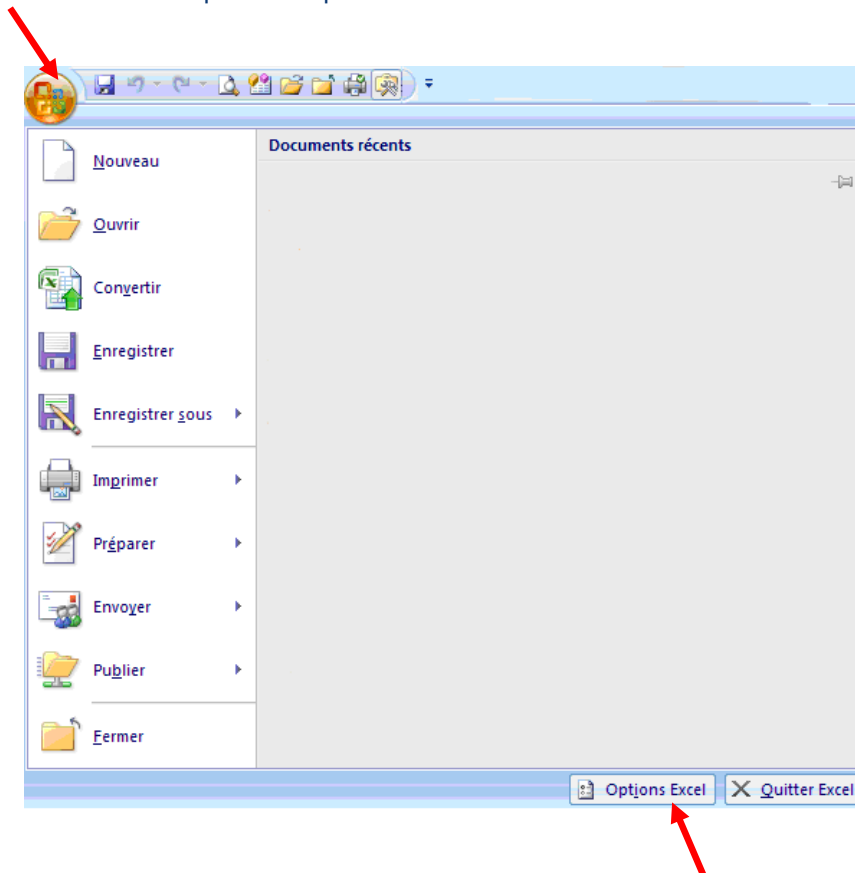 Documents récents
Nouveau
Ouvrir
Convertir
Enregistrer
Enregistrer sous
Imprimer
Préparer
Envoyer
Publier
Fermer
Options Excel
Quitter Excel